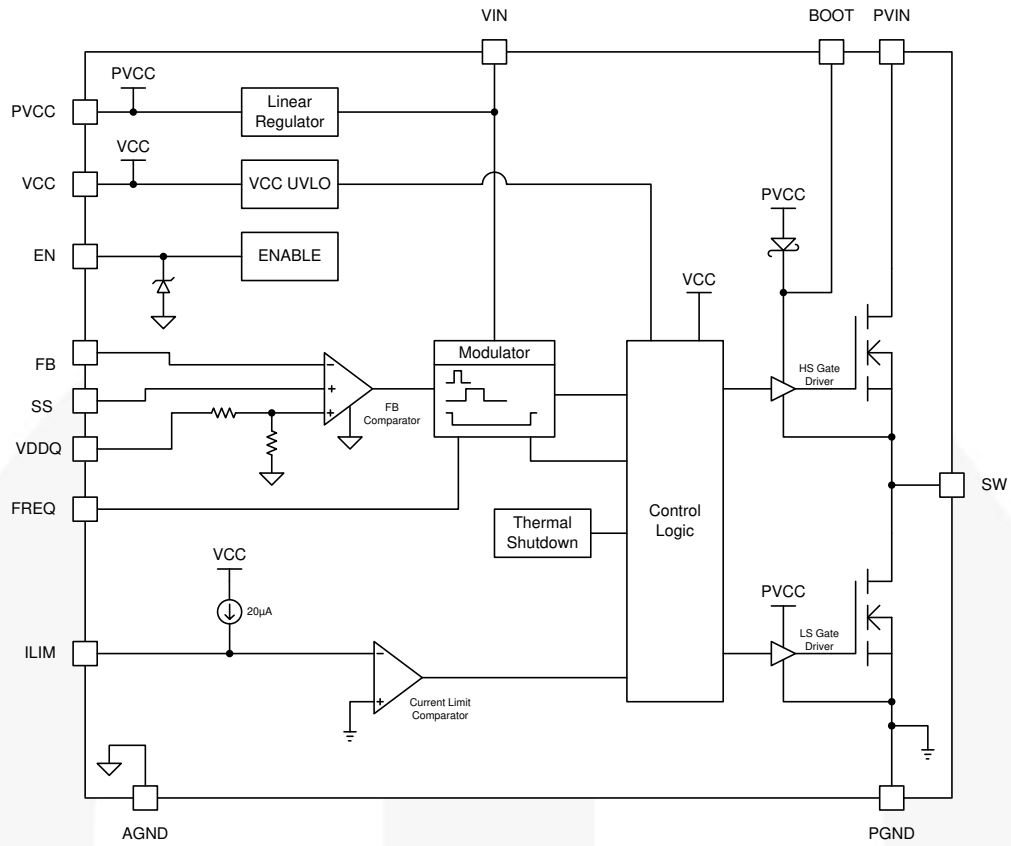 VIN
BOOT
PVIN
PVCC
PVCC
Linear
Regulator
VCC
VCC
VCC UVLO
EN
ENABLE
PVCC
VCC
FB
SS
VDDQ
FREQ
−
+
+
FB
Comparator
Modulator
HS Gate
Driver
SW
Thermal
Shutdown
Control
Logic
VCC
20µA
ILIM
−
+
Current Limit
Comparator
PVCC
LS Gate
Driver
AGND
PGND